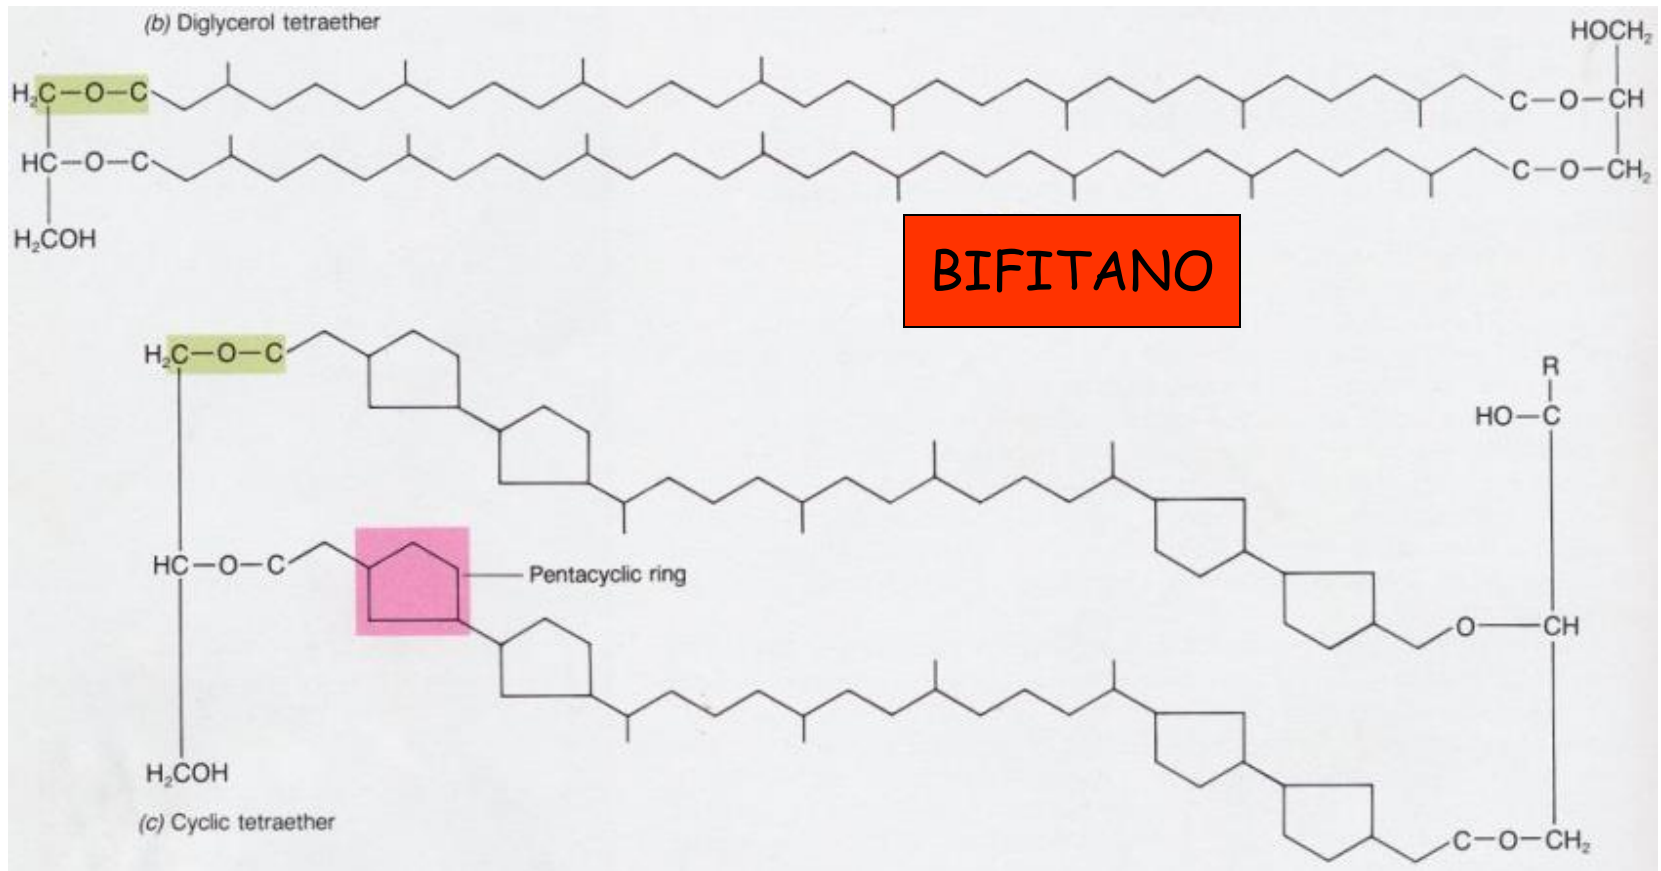 (b) Diglycerol tetraether
HOCH₂
H₂C–O–C
C–O–CH
HC–O–C
C–O–CH₂
H₂COH
BIFITANO
H₂C–O–C
R
HO–C
HC–O–C
Pentacyclic ring
O–CH
H₂COH
(c) Cyclic tetraether
C–O–CH₂